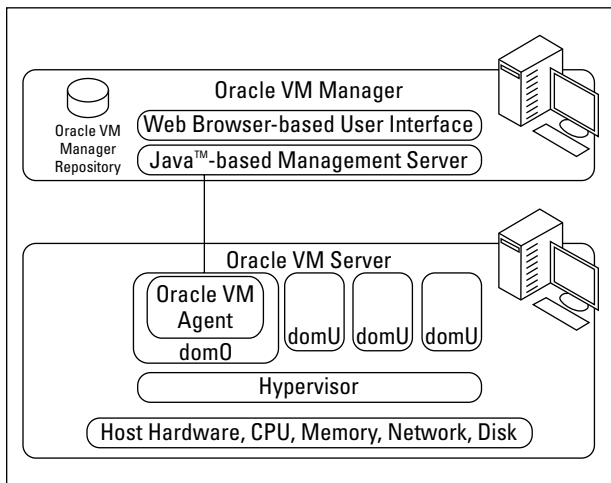 Oracle VM Manager
Oracle VM
Manager
Repository
Web Browser-based User Interface
Java™-based Management Server
Oracle VM Server
Oracle VM
Agent
dom0
domU
domU
domU
Hypervisor
Host Hardware, CPU, Memory, Network, Disk